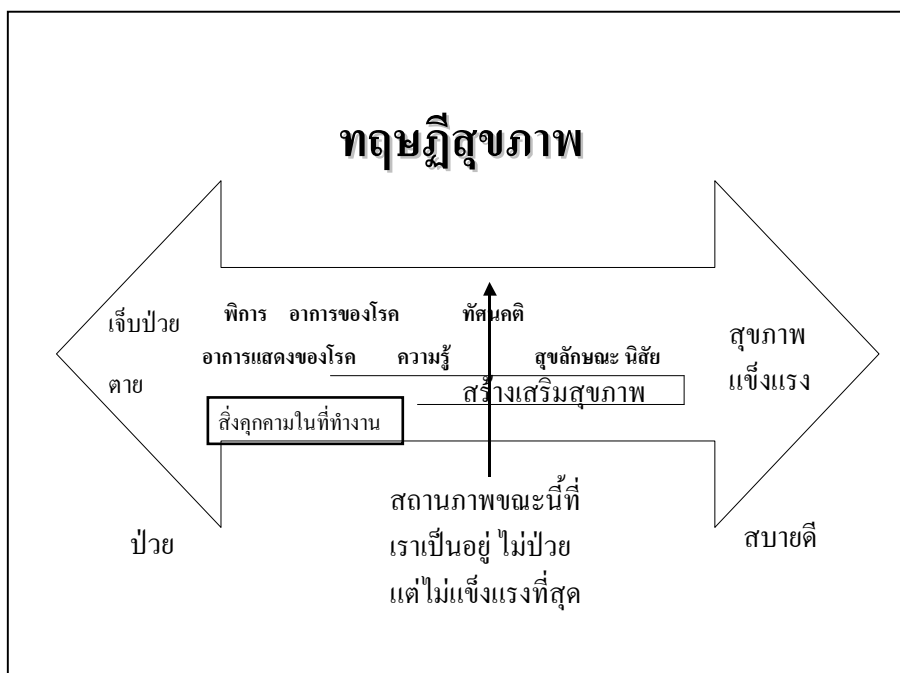 ทฤษฏีสุขภาพ
พิการ อาการของโรค ทัศนคติ
เจ็บป่วย
ตาย
อาการแสดงของโรค ความรู้ สุขลักษณะ นิสัย
สร้างเสริมสุขภาพ
สิ่งคุกคามในที่ทำงาน
สุขภาพ
แข็งแรง
ป่วย
สถานภาพขณะนี้ที่
เราเป็นอยู่ ไม่ป่วย
แต่ไม่แข็งแรงที่สุด
สบายดี